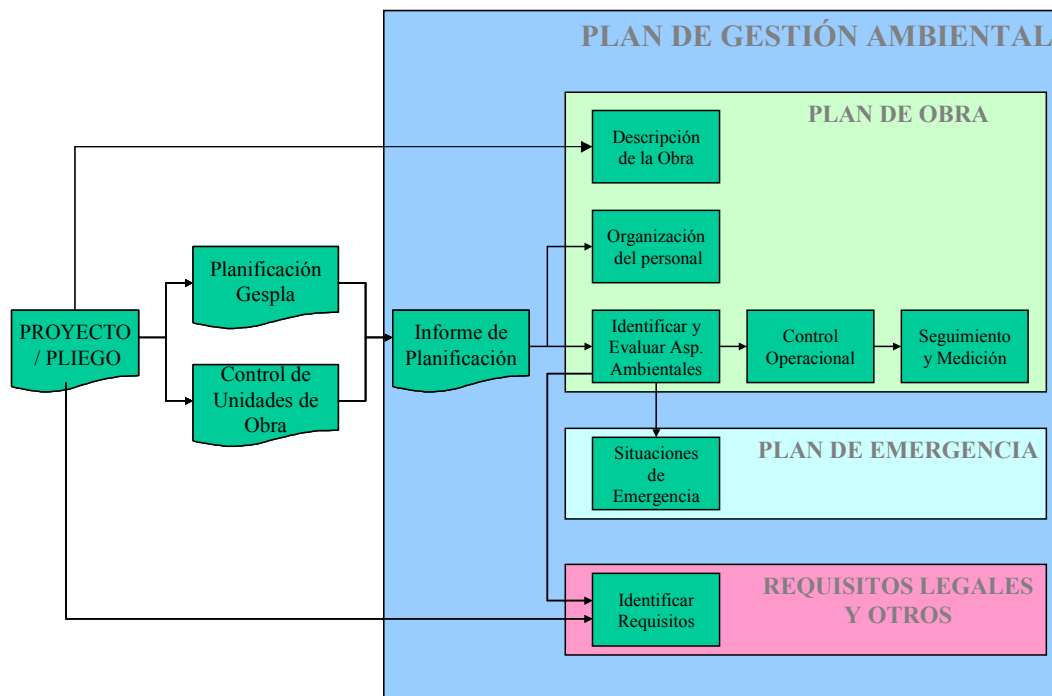 PLAN DE GESTIÓN AMBIENTAL
PLAN DE OBRA
Descripción
de la Obra
Organización
del personal
Planificación
Gespla
PROYECTO
/ PLIEGO
Informe de
Planificación
Identificar y
Evaluar Asp.
Ambientales
Control
Operacional
Seguimiento
y Medición
Control de
Unidades de
Obra
PLAN DE EMERGENCIA
Situaciones
de
Emergencia
REQUISITOS LEGALES
Y OTROS
Identificar
Requisitos